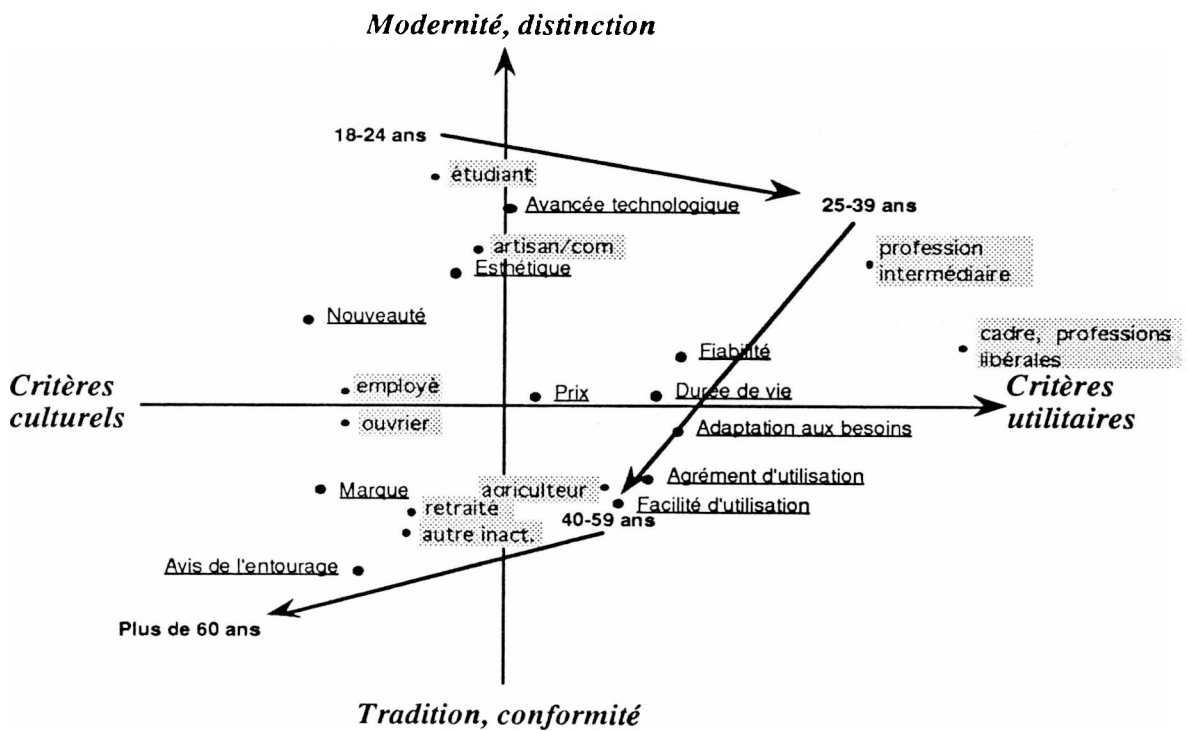 Modernité, distinction
18-24 ans
étudiant
Avancée technologique
25-39 ans
artisan/com
profession
intermédiaire
Esthétique
Nouveauté
cadre, professions
libérales
Fiabilité
Critères
culturels
employè
Prix
Durée de vie
Critères
utilitaires
ouvrier
Adaptation aux besoins
Marque
agriculteur
Agrément d'utilisation
retraité
Facilité d'utilisation
40-59 ans
autre inact.
Avis de l'entourage
Plus de 60 ans
Tradition, conformité